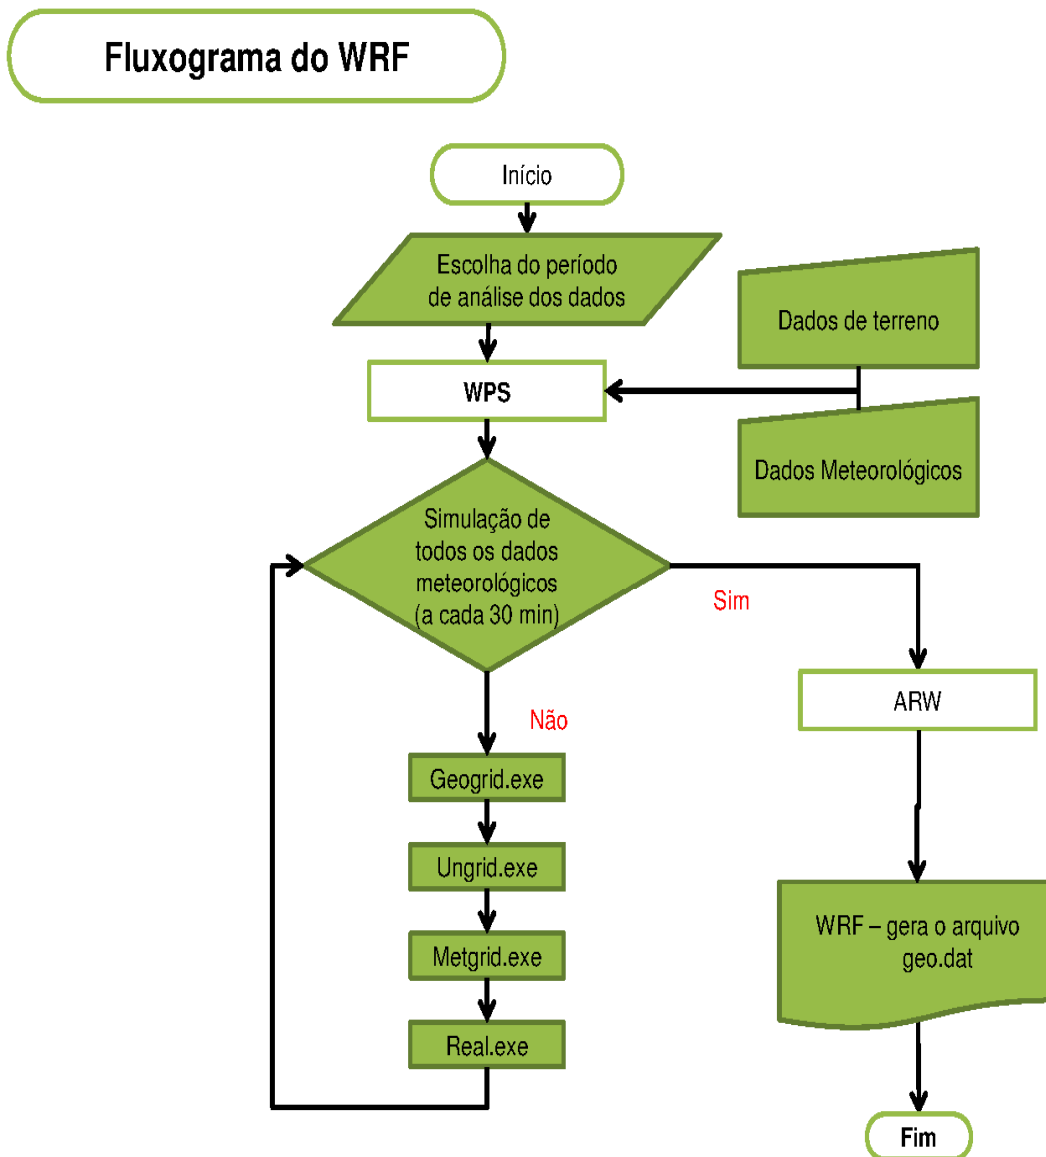 Fluxograma do WRF
Início
Escolha do período
de análise dos dados
Dados de terreno
WPS
Dados Meteorológicos
Simulação de
todos os dados
meteorológicos
(a cada 30 min)
Sim
Não
ARW
Geogrid.exe
Ungrid.exe
Metgrid.exe
Real.exe
WRF – gera o arquivo
geo.dat
Fim